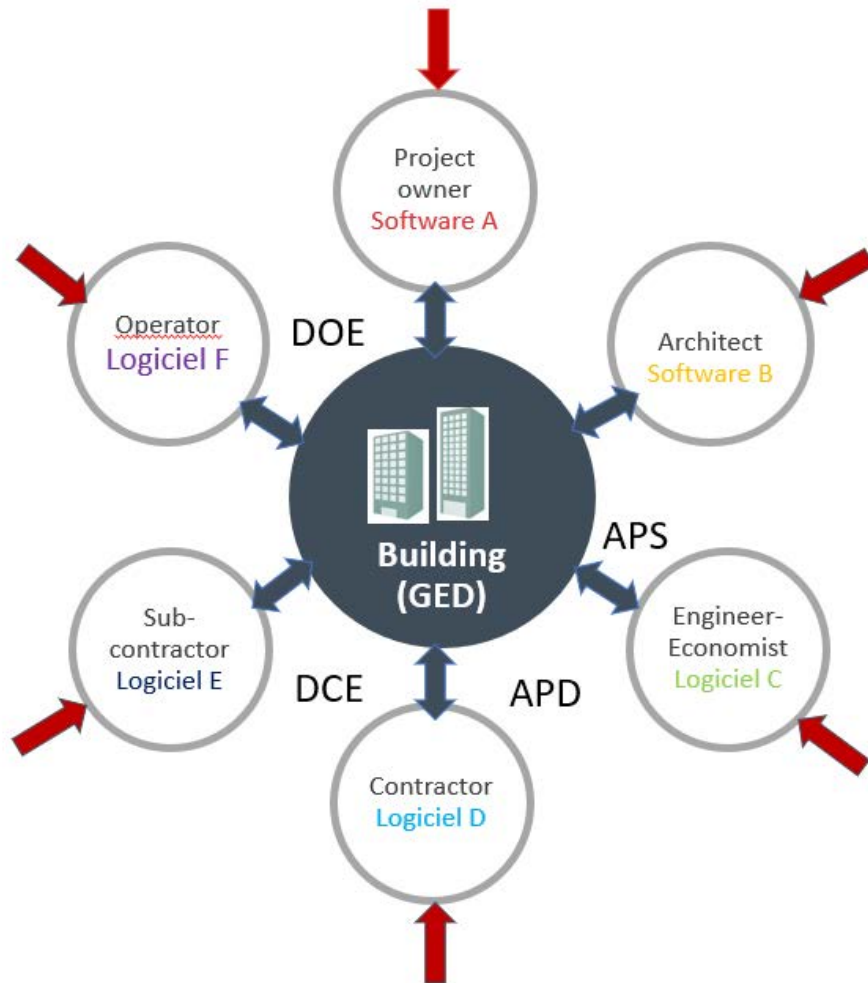 Project
owner
Software A
Operator
Logiciel F
DOE
Architect
Software B
Building
(GED)
APS
Sub-
contractor
Logiciel E
Engineer-
Economist
Logiciel C
DCE
APD
Contractor
Logiciel D